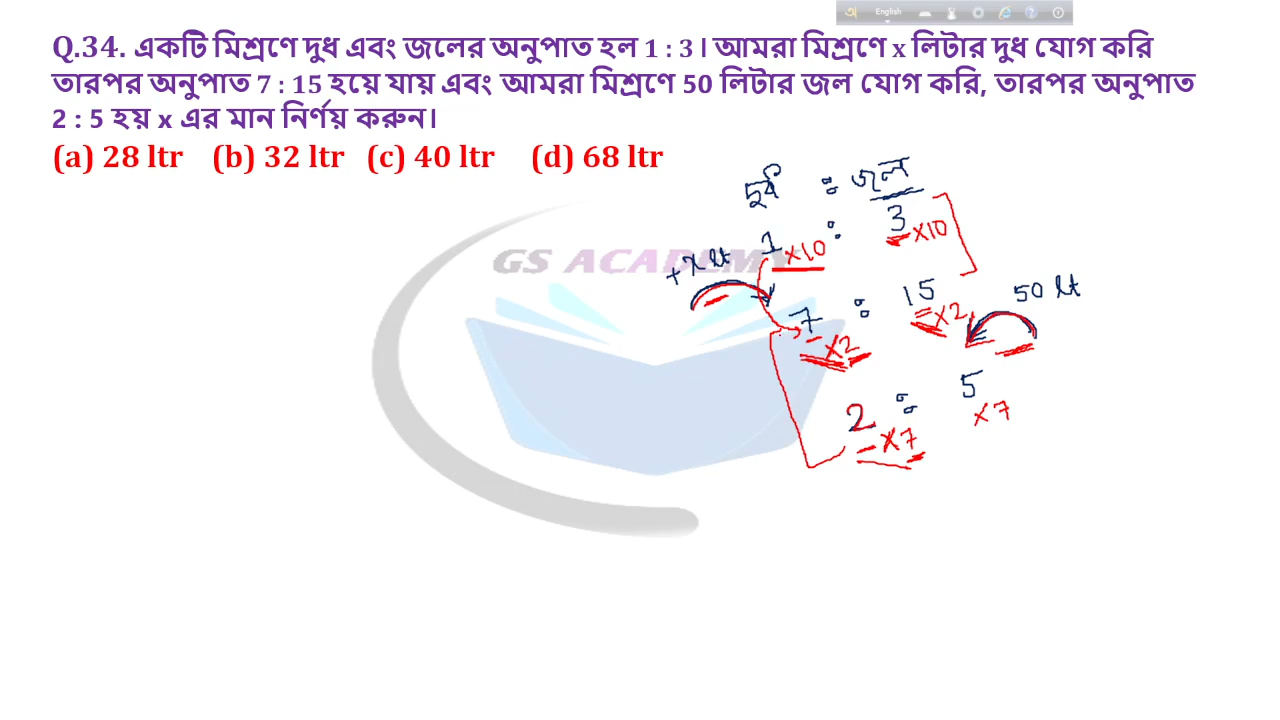 English
Q.34. একটি মিশ্রণে দুধ এবং জলের অনুপাত হল 1 : 3। আমরা মিশ্রণে x লিটার দুধ যোগ করি
তারপর অনুপাত 7 : 15 হয়ে যায় এবং আমরা মিশ্রণে 50 লিটার জল যোগ করি, তারপর অনুপাত
2 : 5 হয় x এর মান নির্ণয় করুন।
(a) 28 ltr (b) 32 ltr (c) 40 ltr (d) 68 ltr
দুধ : জল
1 ×10 : 3 ×10
GS ACADEMY
+x lt
7 ×2 : 15 ×2
50 lt
2 ×7 : 5 ×7